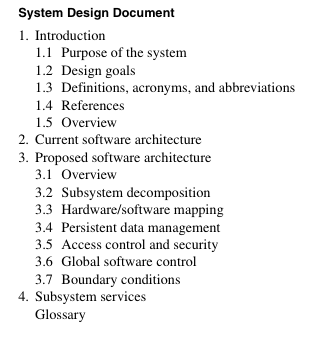 System Design Document
1. Introduction
1.1 Purpose of the system
1.2 Design goals
1.3 Definitions, acronyms, and abbreviations
1.4 References
1.5 Overview
2. Current software architecture
3. Proposed software architecture
3.1 Overview
3.2 Subsystem decomposition
3.3 Hardware/software mapping
3.4 Persistent data management
3.5 Access control and security
3.6 Global software control
3.7 Boundary conditions
4. Subsystem services
Glossary